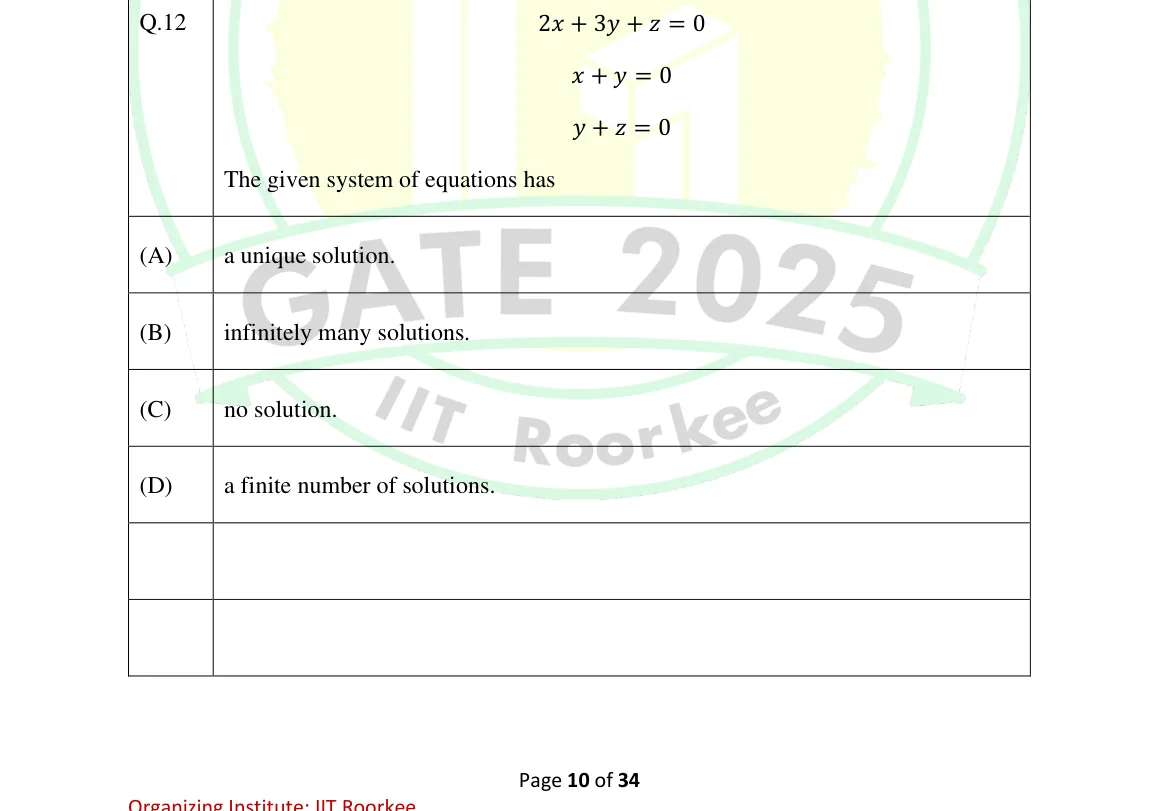 Q.12 2𝑥 + 3𝑦 + 𝑧 = 0
𝑥 + 𝑦 = 0
𝑦 + 𝑧 = 0
The given system of equations has
(A) a unique solution.
(B) infinitely many solutions.
(C) no solution.
(D) a finite number of solutions.
GATE 2025
IIT Roorkee
Page 10 of 34
Organizing Institute: IIT Roorkee